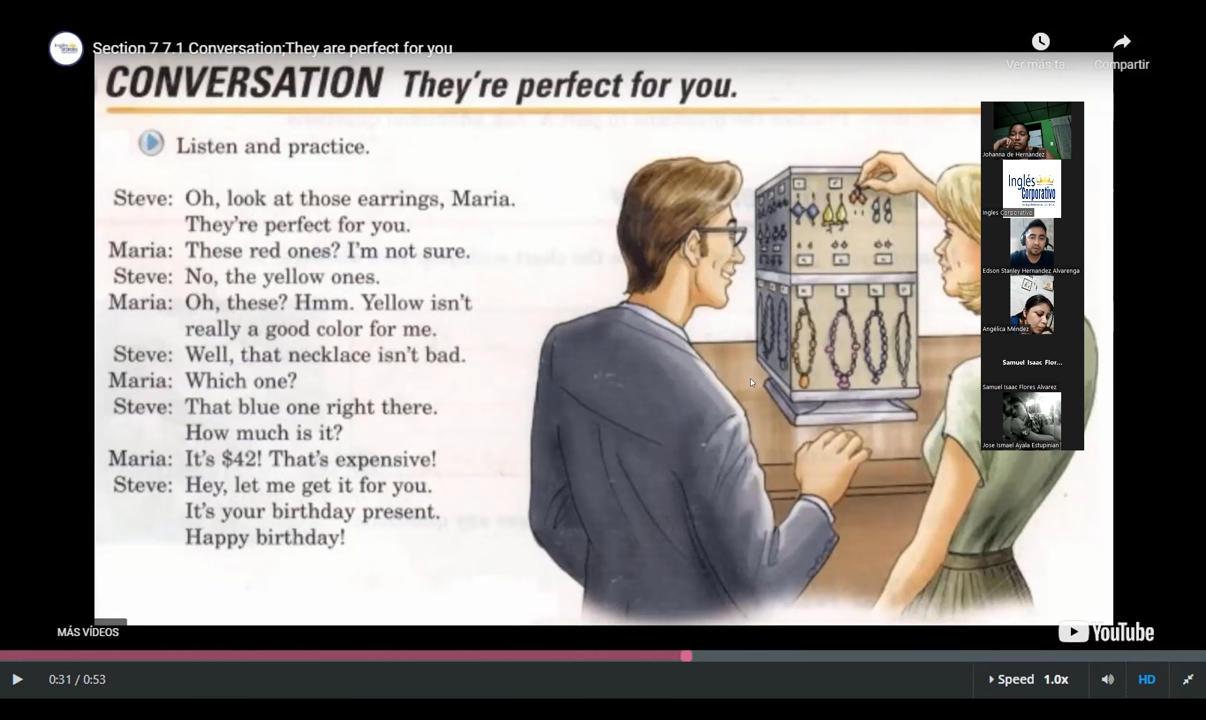 Section 7 7.1 Conversation;They are perfect for you
Ver más ta...
Compartir
CONVERSATION They're perfect for you.
Listen and practice.
Steve: Oh, look at those earrings, Maria.
They're perfect for you.
Maria: These red ones? I'm not sure.
Steve: No, the yellow ones.
Maria: Oh, these? Hmm. Yellow isn't
really a good color for me.
Steve: Well, that necklace isn't bad.
Maria: Which one?
Steve: That blue one right there.
How much is it?
Maria: It's $42! That's expensive!
Steve: Hey, let me get it for you.
It's your birthday present.
Happy birthday!
Johanna de Hernandez
Inglés
Corporativo
Ingles Corporativo
Edson Stanley Hernandez Alvarenga
Angélica Méndez
Samuel Isaac Flor...
Samuel Isaac Flores Alvarez
Jose Ismael Ayala Estupinian
MÁS VÍDEOS
YouTube
0:31 / 0:53
Speed 1.0x
HD